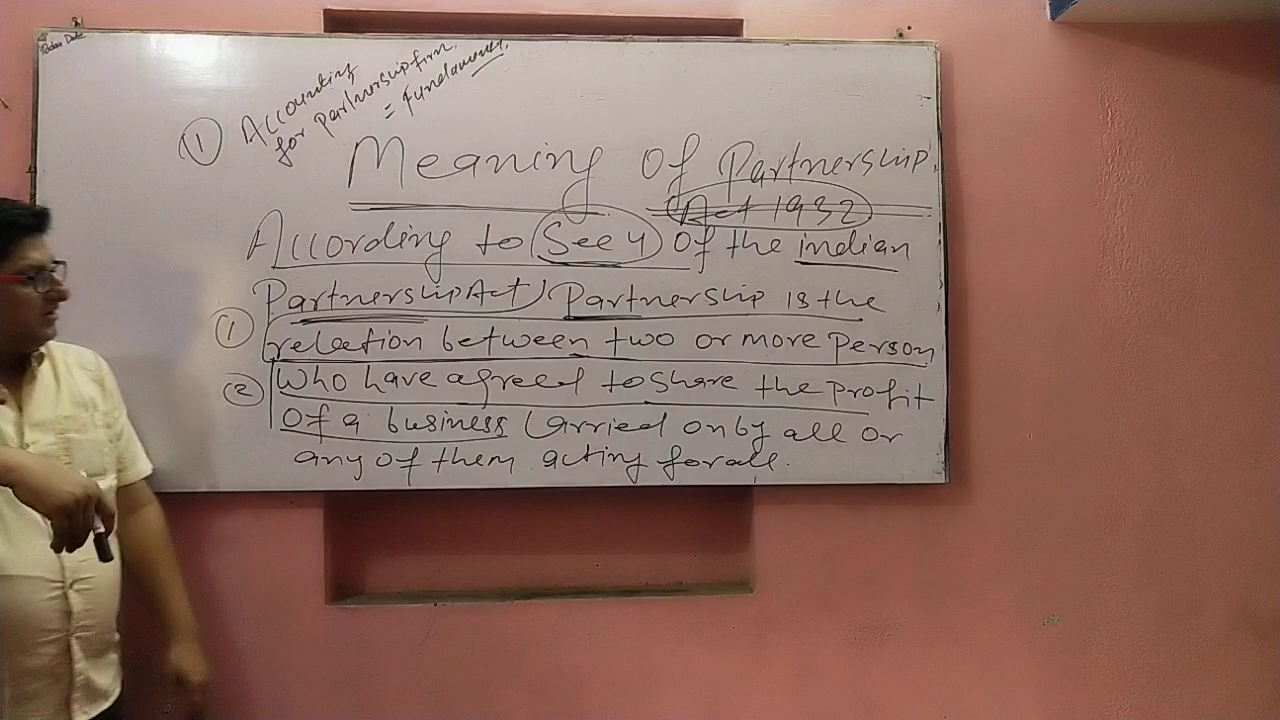 ① Accounting
for partnership firm
= Fundamental
Meaning of Partnership
Act 1932
According to Sec 4 of the indian
Partnership Act) Partnership is the
① relation between two or more person
② who have agreed to share the profit
of a business Carried on by all or
any of them acting for all.